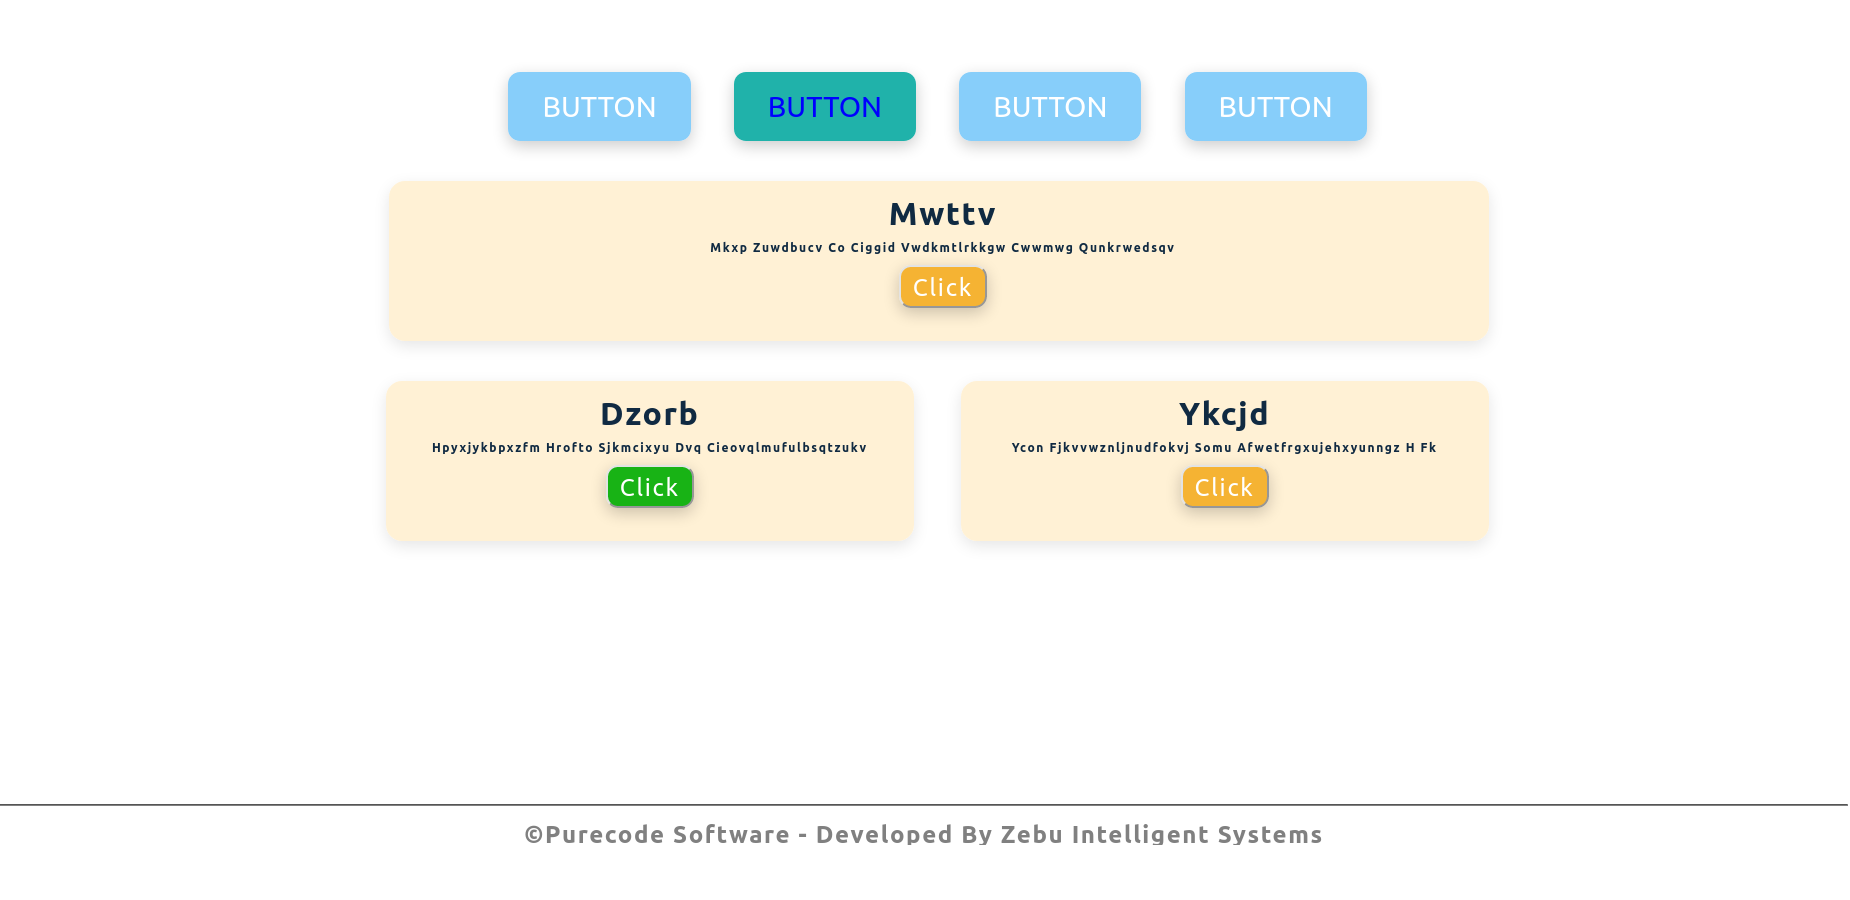 BUTTON BUTTON BUTTON BUTTON
Mwttv
Mkxp Zuwdbucv Co Ciggid Vwdkmtlrkkgw Cwwmwg Qunkrwedsqv
Click
Dzorb
Hpyxjykbpxzfm Hrofto Sjkmcixyu Dvq Cieovqlmufulbsqtzukv
Click
Ykcjd
Ycon Fjkvvwznljnudfokvj Somu Afwetfrgxujehxyunngz H Fk
Click
©Purecode Software - Developed By Zebu Intelligent Systems